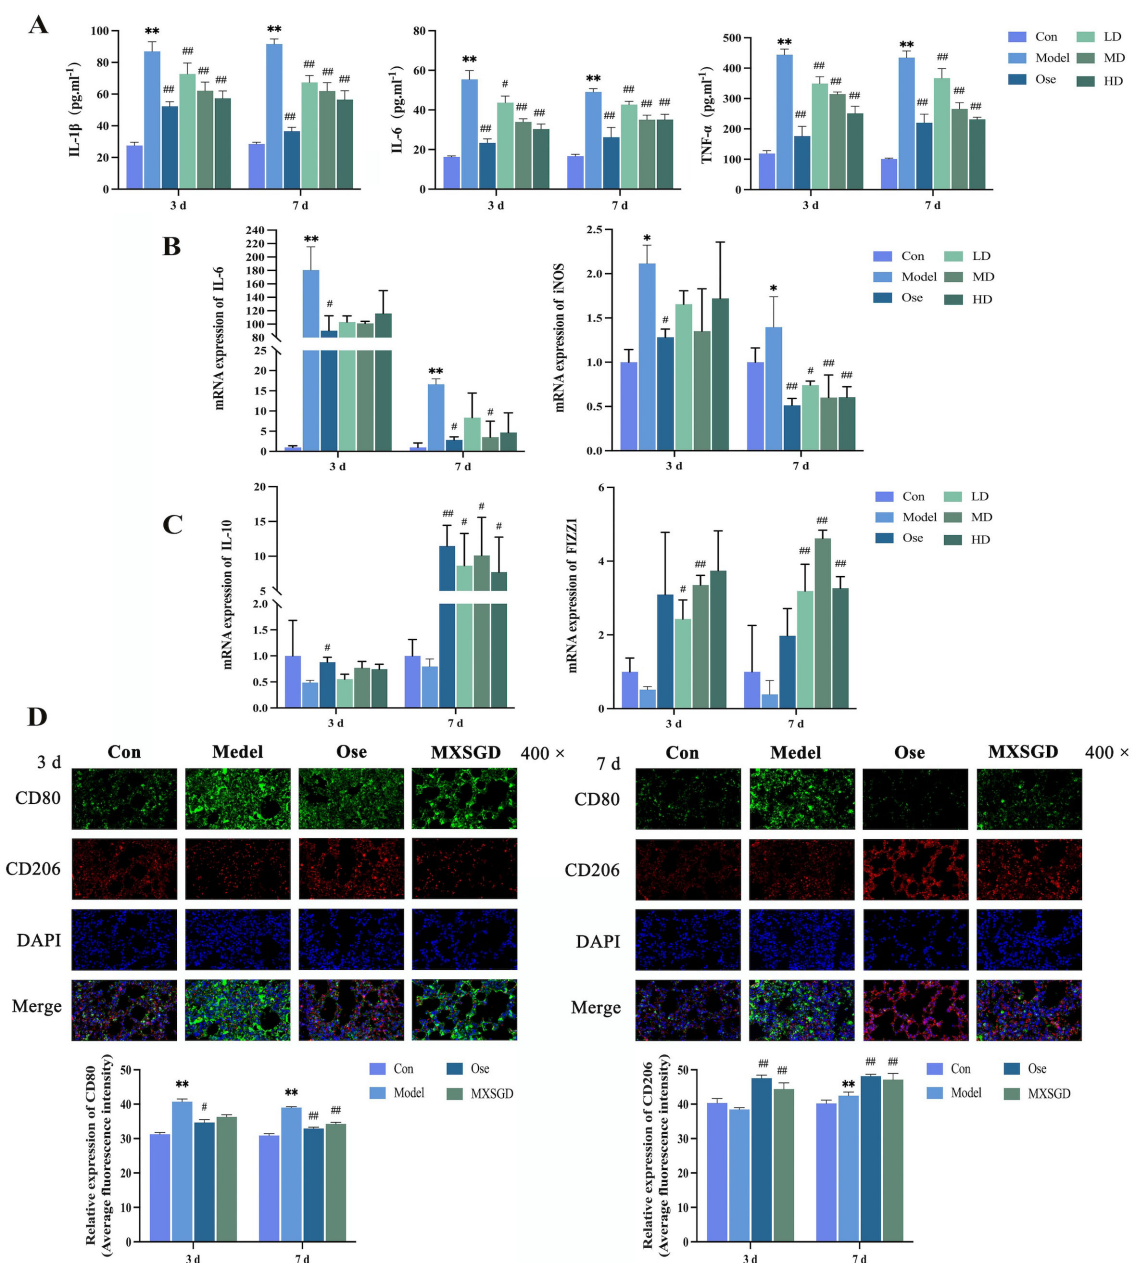 A
IL-1β (pg.ml⁻¹)
100
80
60
40
20
0
** ## ## ## ##
** ## ## ## ##
3 d 7 d
IL-6 (pg.ml⁻¹)
80
60
40
20
0
** ## # ## ##
** ## ## ## ##
3 d 7 d
TNF-α (pg.ml⁻¹)
500
400
300
200
100
0
** ## ## ## ##
** ## ## ## ##
3 d 7 d
Con LD
Model MD
Ose HD
B
mRNA expression of IL-6
240
220
200
180
160
140
120
100
80
25
20
15
10
5
0
** #
** # #
3 d 7 d
mRNA expression of iNOS
2.5
2.0
1.5
1.0
0.5
0.0
* #
* ## # ## ##
3 d 7 d
Con LD
Model MD
Ose HD
C
mRNA expression of IL-10
20
15
10
5
2.0
1.5
1.0
0.5
0.0
#
## # # #
3 d 7 d
mRNA expression of FIZZ1
6
4
2
0
# ##
## ## ##
3 d 7 d
Con LD
Model MD
Ose HD
D
3 d Con Medel Ose MXSGD 400 ×
CD80
CD206
DAPI
Merge
7 d Con Medel Ose MXSGD 400 ×
CD80
CD206
DAPI
Merge
Relative expression of CD80
(Average fluorescence intensity)
50
40
30
20
10
0
** #
** ## ##
3 d 7 d
Con Ose
Model MXSGD
Relative expression of CD206
(Average fluorescence intensity)
60
50
40
30
20
10
0
## ##
** ## ##
3 d 7 d
Con Ose
Model MXSGD